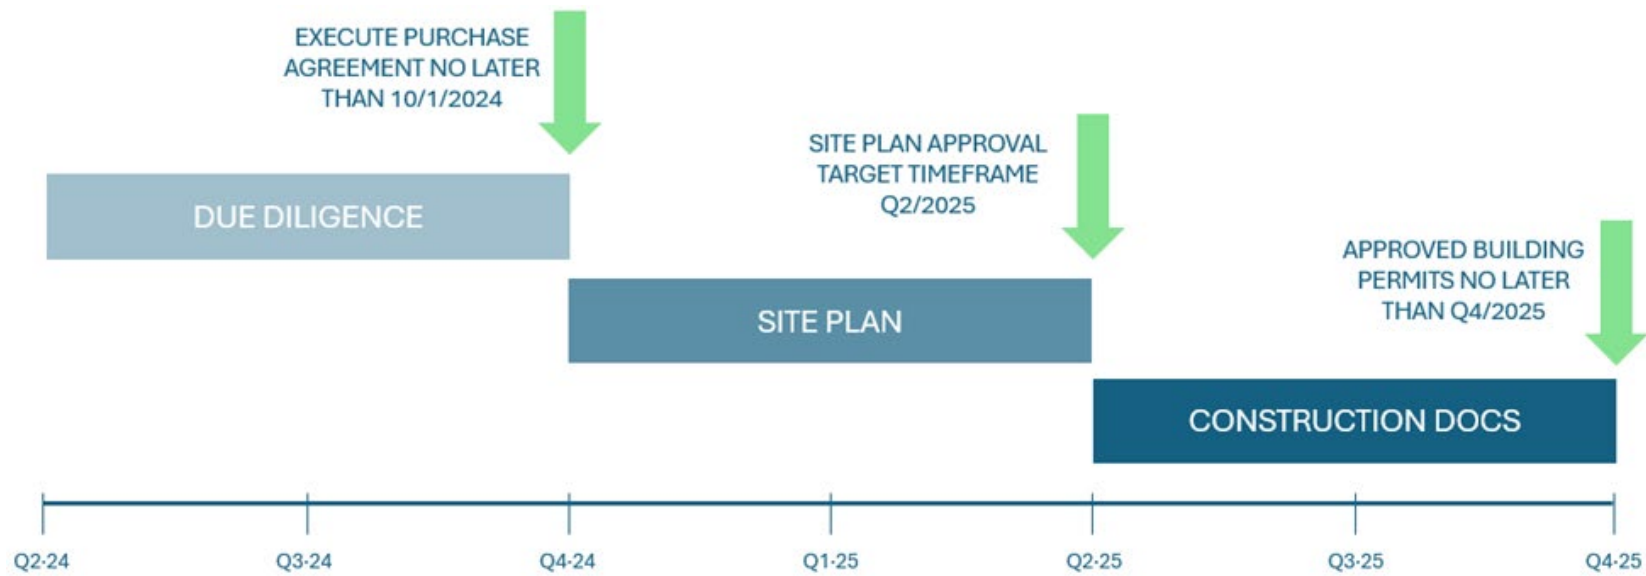 EXECUTE PURCHASE
AGREEMENT NO LATER
THAN 10/1/2024
SITE PLAN APPROVAL
TARGET TIMEFRAME
Q2/2025
DUE DILIGENCE
APPROVED BUILDING
PERMITS NO LATER
THAN Q4/2025
SITE PLAN
CONSTRUCTION DOCS
Q2-24
Q3-24
Q4-24
Q1-25
Q2-25
Q3-25
Q4-25